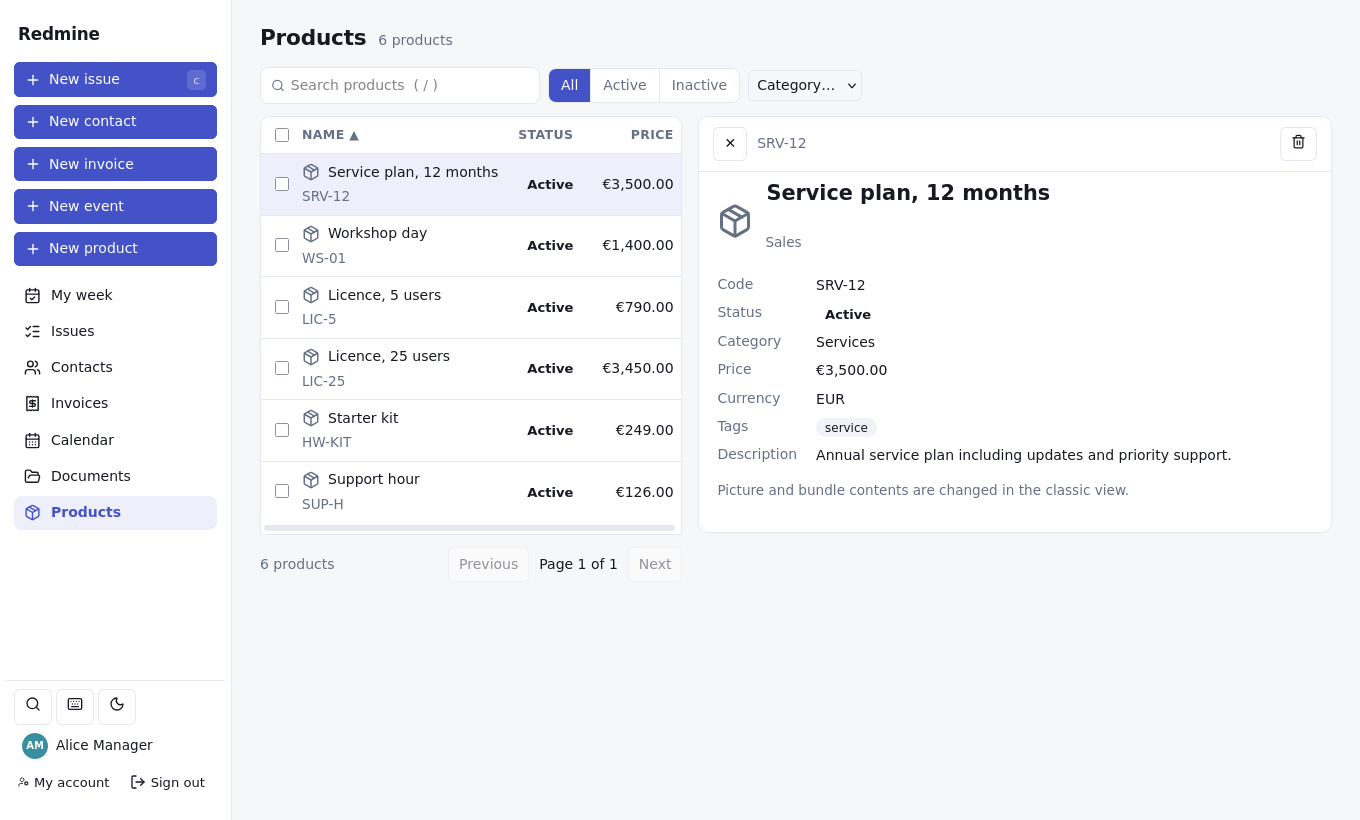 Redmine
New issue c
New contact
New invoice
New event
New product
My week
Issues
Contacts
Invoices
Calendar
Documents
Products
AM Alice Manager
My account Sign out
Products 6 products
Search products ( / ) All Active Inactive Category...
NAME ▲ STATUS PRICE
Service plan, 12 months
SRV-12 Active €3,500.00
Workshop day
WS-01 Active €1,400.00
Licence, 5 users
LIC-5 Active €790.00
Licence, 25 users
LIC-25 Active €3,450.00
Starter kit
HW-KIT Active €249.00
Support hour
SUP-H Active €126.00
6 products Previous Page 1 of 1 Next
✕ SRV-12
Service plan, 12 months
Sales
Code SRV-12
Status Active
Category Services
Price €3,500.00
Currency EUR
Tags service
Description Annual service plan including updates and priority support.
Picture and bundle contents are changed in the classic view.